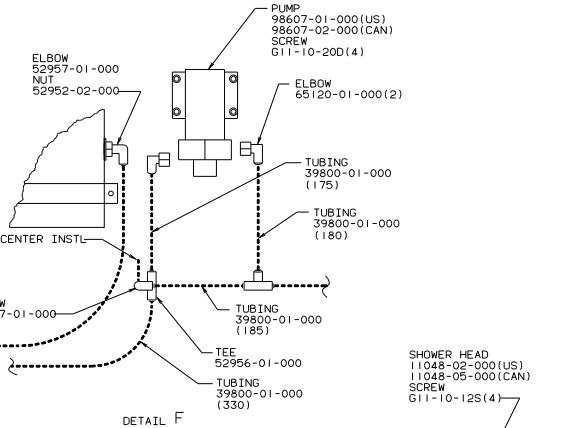 PUMP
98607-01-000(US)
98607-02-000(CAN)
SCREW
G11-10-20D(4)
ELBOW
52957-01-000
NUT
52952-02-000
ELBOW
65120-01-000(2)
TUBING
39800-01-000
(175)
TUBING
39800-01-000
(180)
CENTER INSTL
W
7-01-000
TUBING
39800-01-000
(185)
TEE
52956-01-000
TUBING
39800-01-000
(330)
DETAIL F
SHOWER HEAD
11048-02-000(US)
11048-05-000(CAN)
SCREW
G11-10-12S(4)